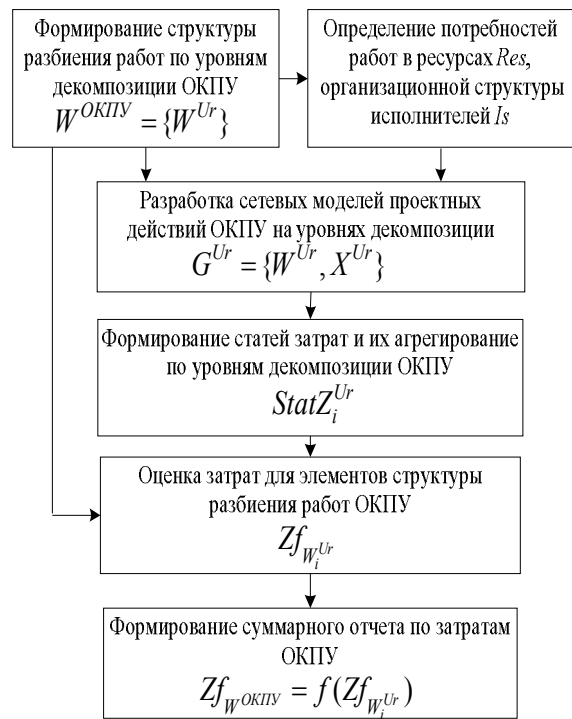 Формирование структуры
разбиения работ по уровням
декомпозиции ОКПУ
W^{ОКПУ} = {W^{Ur}}
Определение потребностей
работ в ресурсах Res,
организационной структуры
исполнителей Is
Разработка сетевых моделей проектных
действий ОКПУ на уровнях декомпозиции
G^{Ur} = {W^{Ur}, X^{Ur}}
Формирование статей затрат и их агрегирование
по уровням декомпозиции ОКПУ
StatZ_i^{Ur}
Оценка затрат для элементов структуры
разбиения работ ОКПУ
Zf_{W_i^{Ur}}
Формирование суммарного отчета по затратам
ОКПУ
Zf_{W^{ОКПУ}} = f(Zf_{W_i^{Ur}})